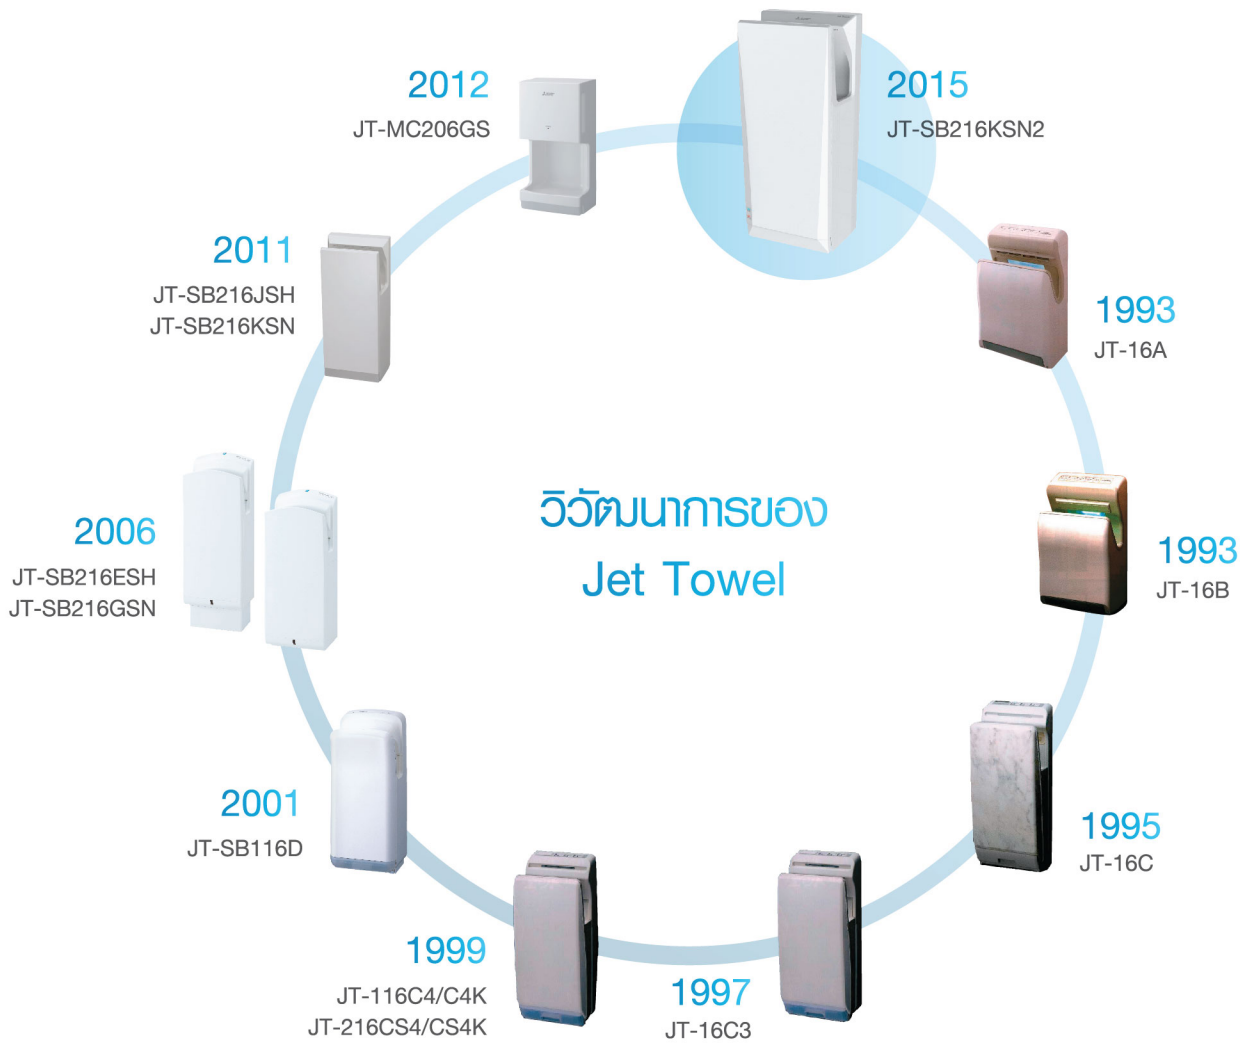 วิวัฒนาการของ
Jet Towel
1993
JT-16A
1993
JT-16B
1995
JT-16C
1997
JT-16C3
1999
JT-116C4/C4K
JT-216CS4/CS4K
2001
JT-SB116D
2006
JT-SB216ESH
JT-SB216GSN
2011
JT-SB216JSH
JT-SB216KSN
2012
JT-MC206GS
2015
JT-SB216KSN2